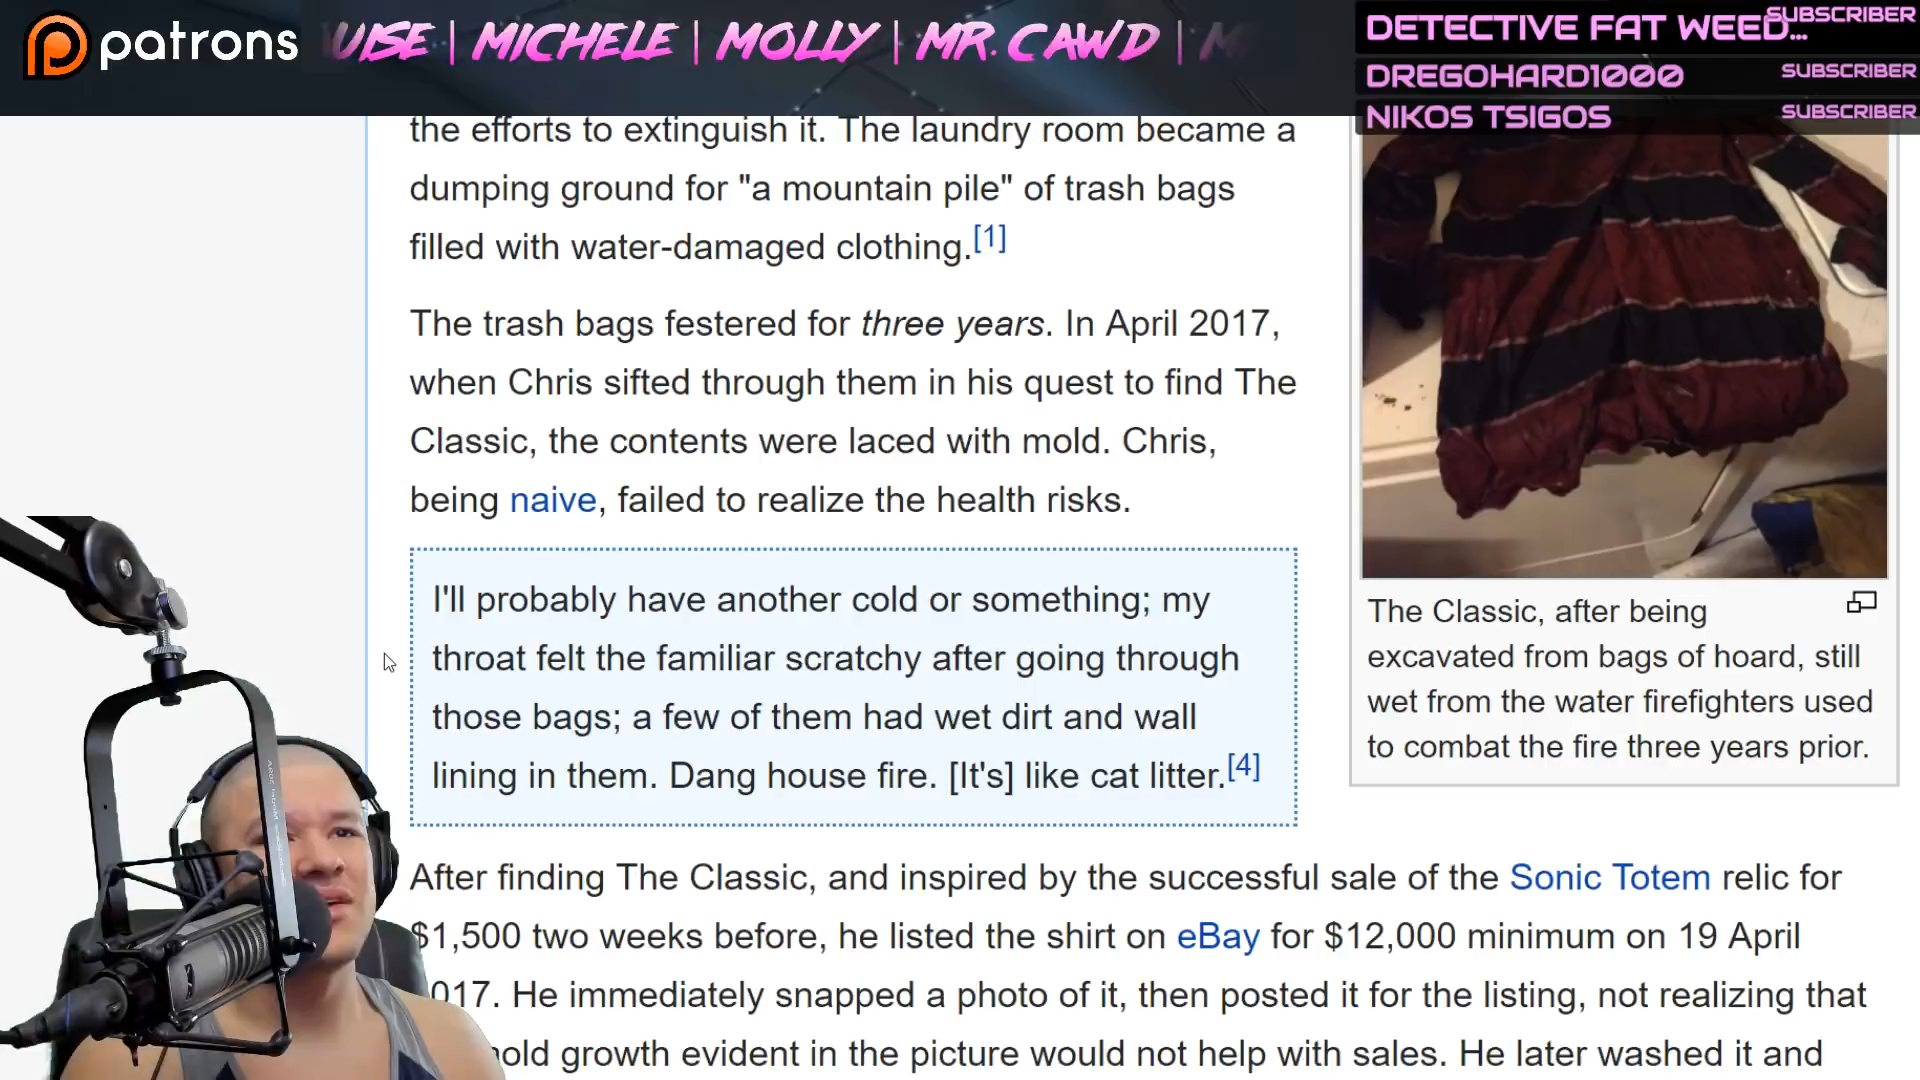 patrons
UISE | MICHELE | MOLLY | MR. CAWD |
DETECTIVE FAT WEED... SUBSCRIBER
DREGOHARD1000 SUBSCRIBER
NIKOS TSIGOS SUBSCRIBER
the efforts to extinguish it. The laundry room became a
dumping ground for "a mountain pile" of trash bags
filled with water-damaged clothing.[1]
The trash bags festered for three years. In April 2017,
when Chris sifted through them in his quest to find The
Classic, the contents were laced with mold. Chris,
being naive, failed to realize the health risks.
I'll probably have another cold or something; my
throat felt the familiar scratchy after going through
those bags; a few of them had wet dirt and wall
lining in them. Dang house fire. [It's] like cat litter.[4]
The Classic, after being
excavated from bags of hoard, still
wet from the water firefighters used
to combat the fire three years prior.
After finding The Classic, and inspired by the successful sale of the Sonic Totem relic for
$1,500 two weeks before, he listed the shirt on eBay for $12,000 minimum on 19 April
017. He immediately snapped a photo of it, then posted it for the listing, not realizing that
old growth evident in the picture would not help with sales. He later washed it and